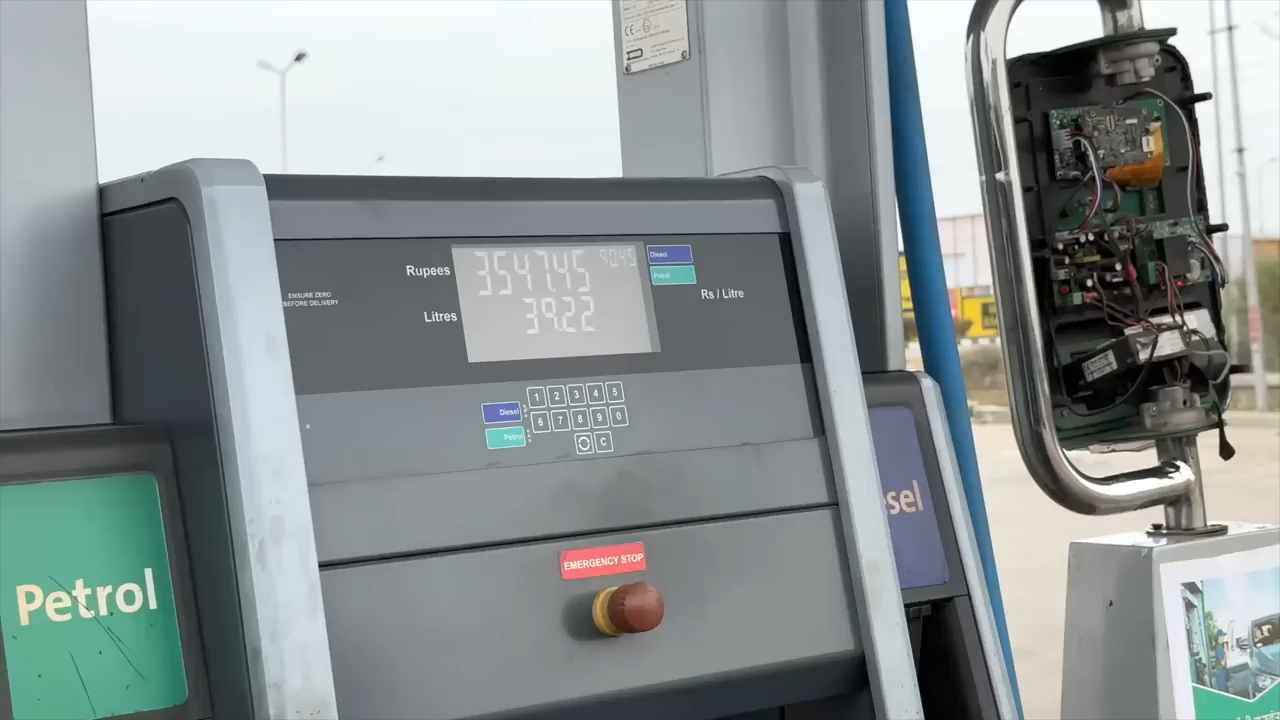 Rupees
3547.45
90.45
Diesel
Petrol
ENSURE ZERO
BEFORE DELIVERY
Litres
39.22
Rs / Litre
Diesel
Petrol
1 2 3 4 5
6 7 8 9 0
C
EMERGENCY STOP
Petrol
sel